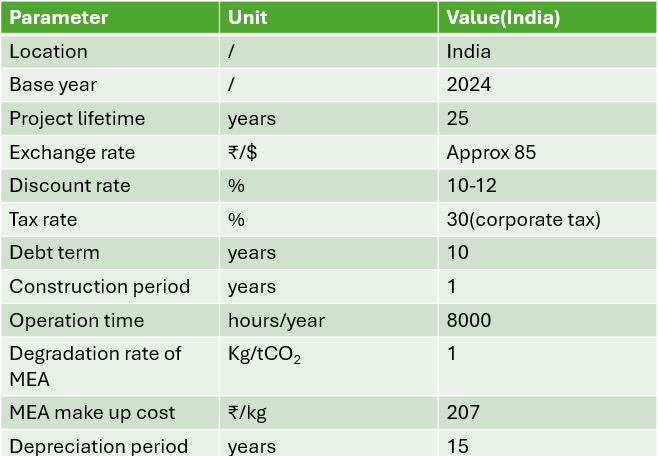 Parameter Unit Value(India)
Location / India
Base year / 2024
Project lifetime years 25
Exchange rate ₹/$ Approx 85
Discount rate % 10-12
Tax rate % 30(corporate tax)
Debt term years 10
Construction period years 1
Operation time hours/year 8000
Degradation rate of Kg/tCO₂ 1
MEA
MEA make up cost ₹/kg 207
Depreciation period years 15